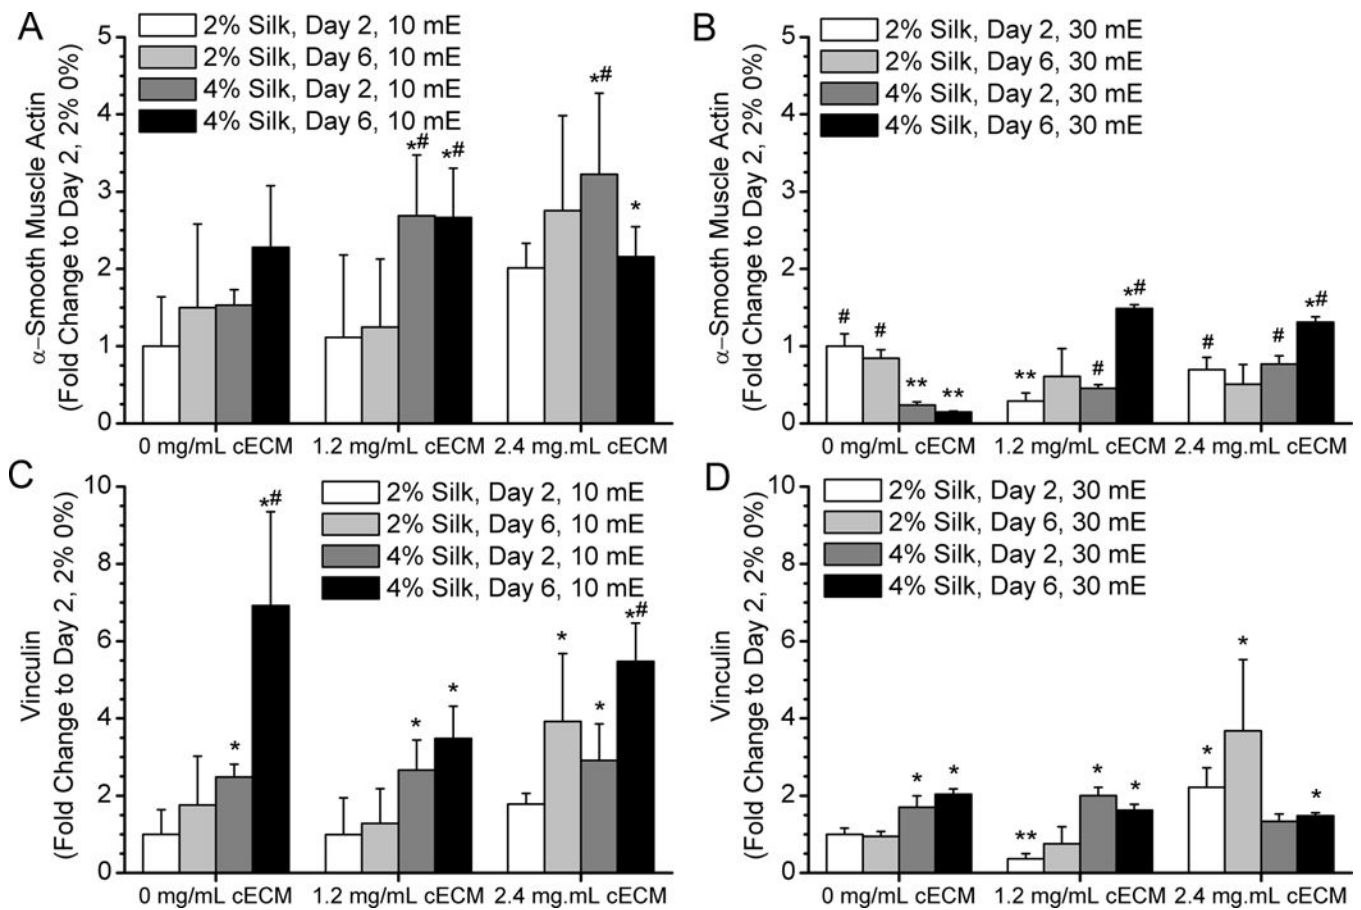 A
α−Smooth Muscle Actin
(Fold Change to Day 2, 2% 0%)
5
4
3
2
1
0
2% Silk, Day 2, 10 mE
2% Silk, Day 6, 10 mE
4% Silk, Day 2, 10 mE
4% Silk, Day 6, 10 mE
*#
*#
*#
*
0 mg/mL cECM
1.2 mg/mL cECM
2.4 mg.mL cECM
B
α−Smooth Muscle Actin
(Fold Change to Day 2, 2% 0%)
5
4
3
2
1
0
2% Silk, Day 2, 30 mE
2% Silk, Day 6, 30 mE
4% Silk, Day 2, 30 mE
4% Silk, Day 6, 30 mE
#
#
**
**
**
#
*#
#
#
*#
0 mg/mL cECM
1.2 mg/mL cECM
2.4 mg.mL cECM
C
Vinculin
(Fold Change to Day 2, 2% 0%)
10
8
6
4
2
0
2% Silk, Day 2, 10 mE
2% Silk, Day 6, 10 mE
4% Silk, Day 2, 10 mE
4% Silk, Day 6, 10 mE
*
*#
*
*
*
*
*#
0 mg/mL cECM
1.2 mg/mL cECM
2.4 mg.mL cECM
D
Vinculin
(Fold Change to Day 2, 2% 0%)
10
8
6
4
2
0
2% Silk, Day 2, 30 mE
2% Silk, Day 6, 30 mE
4% Silk, Day 2, 30 mE
4% Silk, Day 6, 30 mE
*
*
**
*
*
*
*
*
0 mg/mL cECM
1.2 mg/mL cECM
2.4 mg.mL cECM